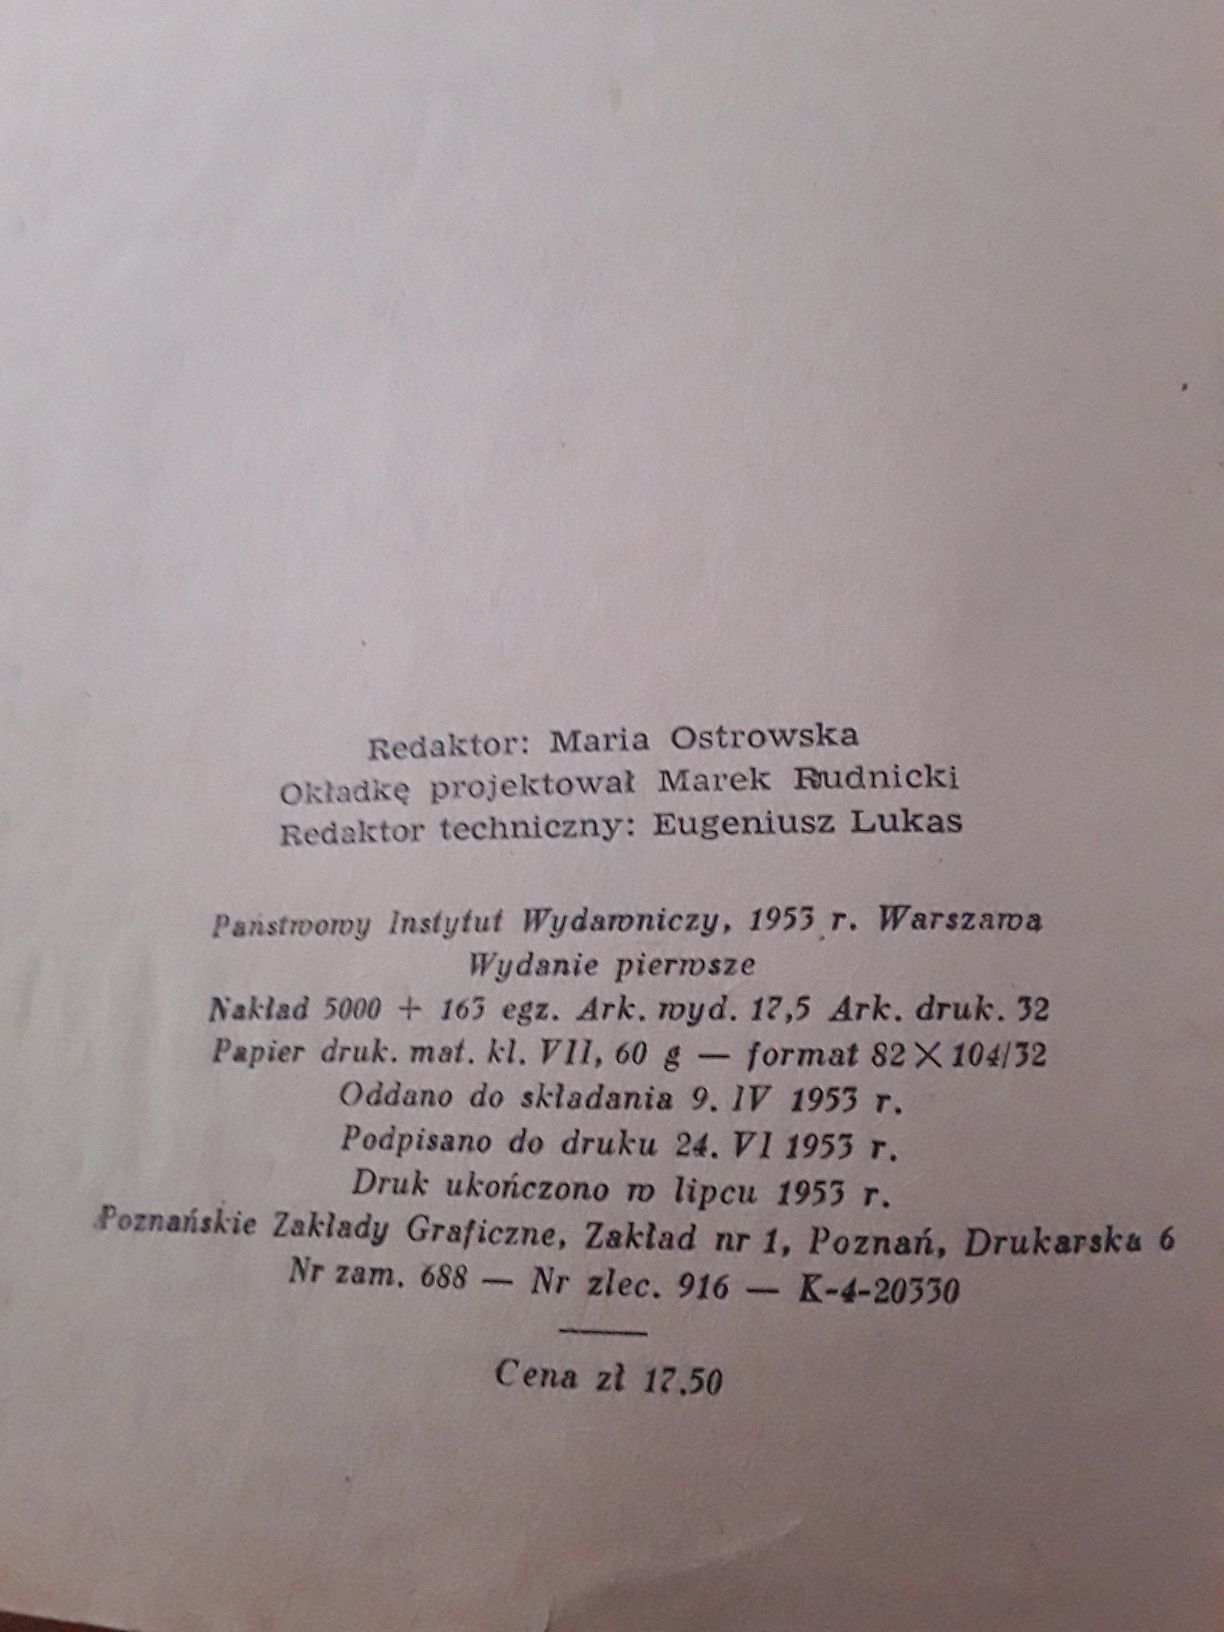 Redaktor: Maria Ostrowska
Okładkę projektował Marek Rudnicki
Redaktor techniczny: Eugeniusz Lukas
Państwowy Instytut Wydawniczy, 1953 r. Warszawa
Wydanie pierwsze
Nakład 5000 + 163 egz. Ark. wyd. 17,5 Ark. druk. 32
Papier druk. mat. kl. VII, 60 g — format 82 × 104/32
Oddano do składania 9. IV 1953 r.
Podpisano do druku 24. VI 1953 r.
Druk ukończono w lipcu 1953 r.
Poznańskie Zakłady Graficzne, Zakład nr 1, Poznań, Drukarska 6
Nr zam. 688 — Nr zlec. 916 — K-4-20330
Cena zł 17.50